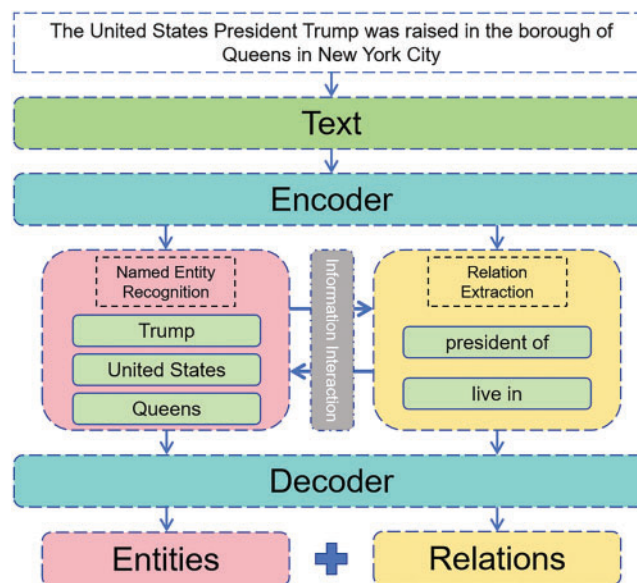 The United States President Trump was raised in the borough of
Queens in New York City
Text
Encoder
Named Entity
Recognition
Trump
United States
Queens
Information Interaction
Relation
Extraction
president of
live in
Decoder
Entities
Relations